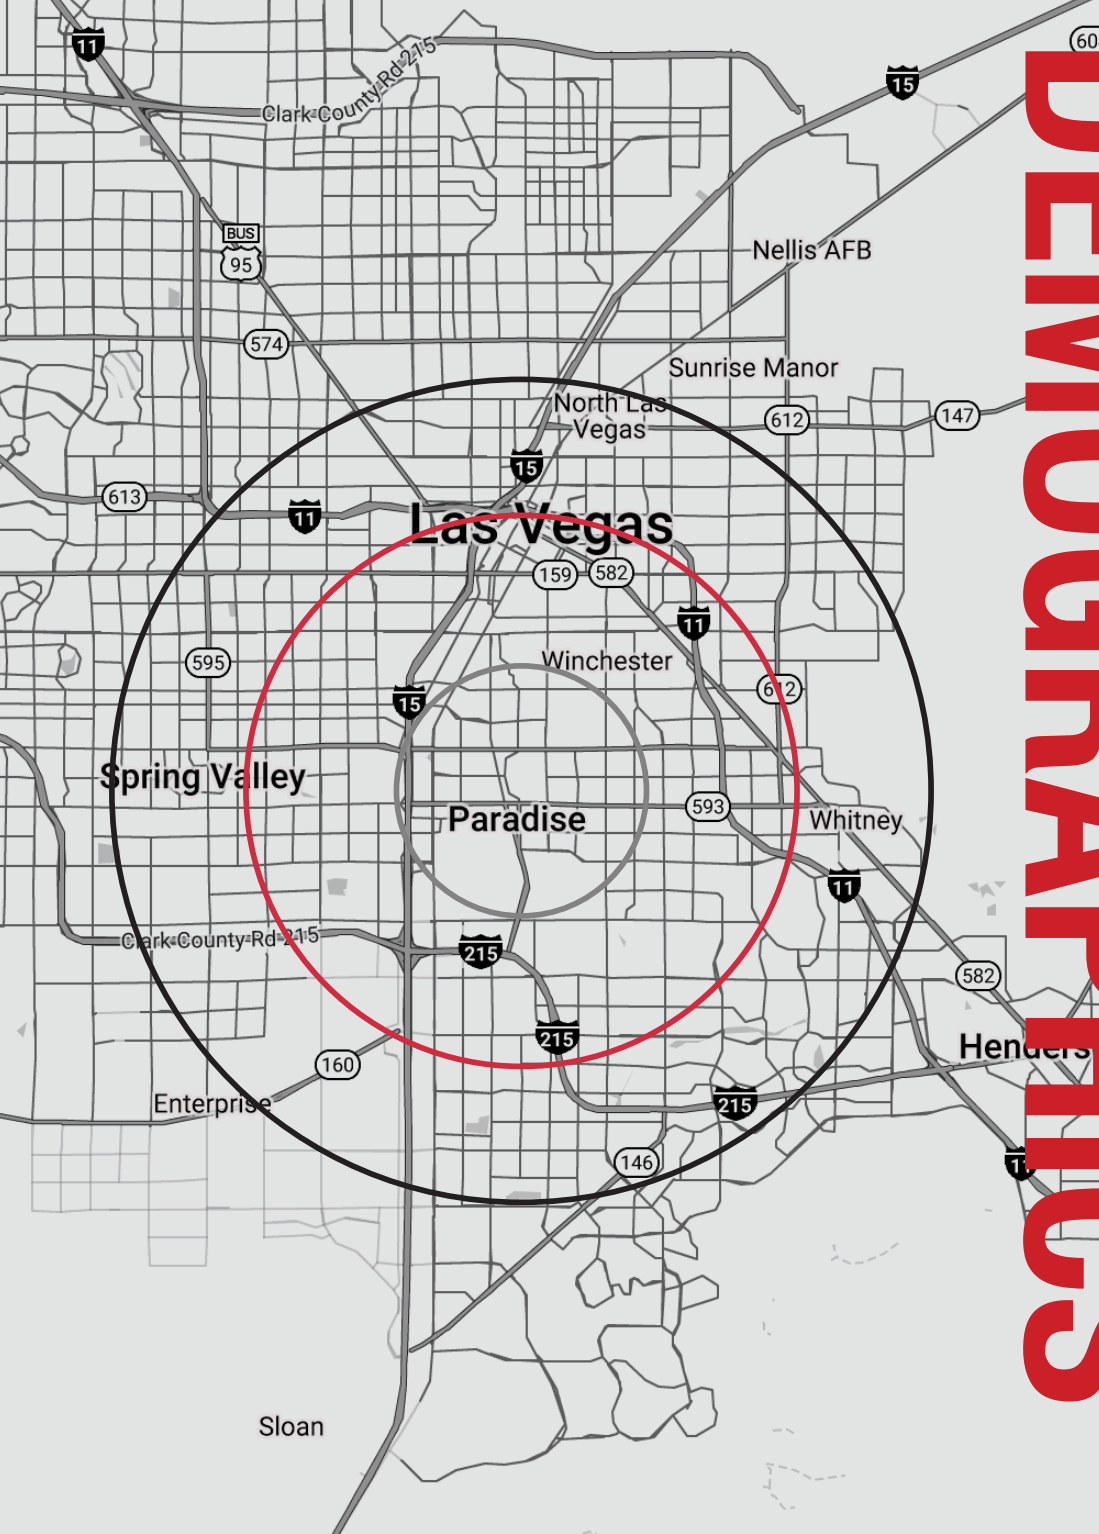 11
Clark County Rd 215
15
60
BUS
95
Nellis AFB
574
Sunrise Manor
North Las
Vegas
612
147
15
613
11
Las Vegas
159
582
11
Winchester
595
612
15
Spring Valley
Paradise
593
Whitney
11
Clark County Rd 215
215
582
215
Henders
160
Enterprise
215
146
11
Sloan
DEMOGRAPHICS